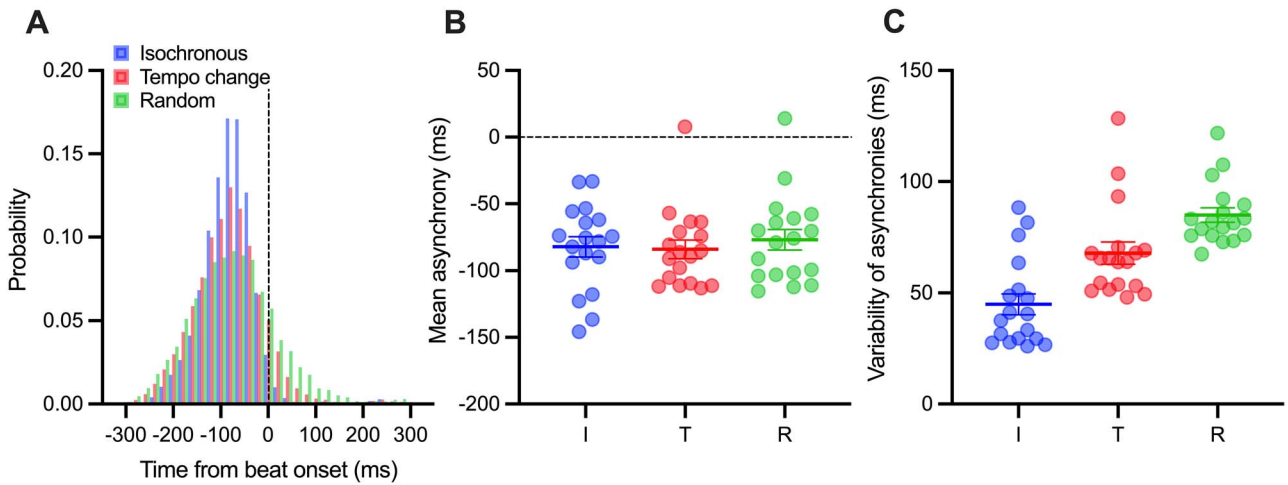 A
Isochronous
Tempo change
Random
Probability
0.20
0.15
0.10
0.05
0.00
-300 -200 -100 0 100 200 300
Time from beat onset (ms)
B
Mean asynchrony (ms)
50
0
-50
-100
-150
-200
I T R
C
Variability of asynchronies (ms)
150
100
50
0
I T R